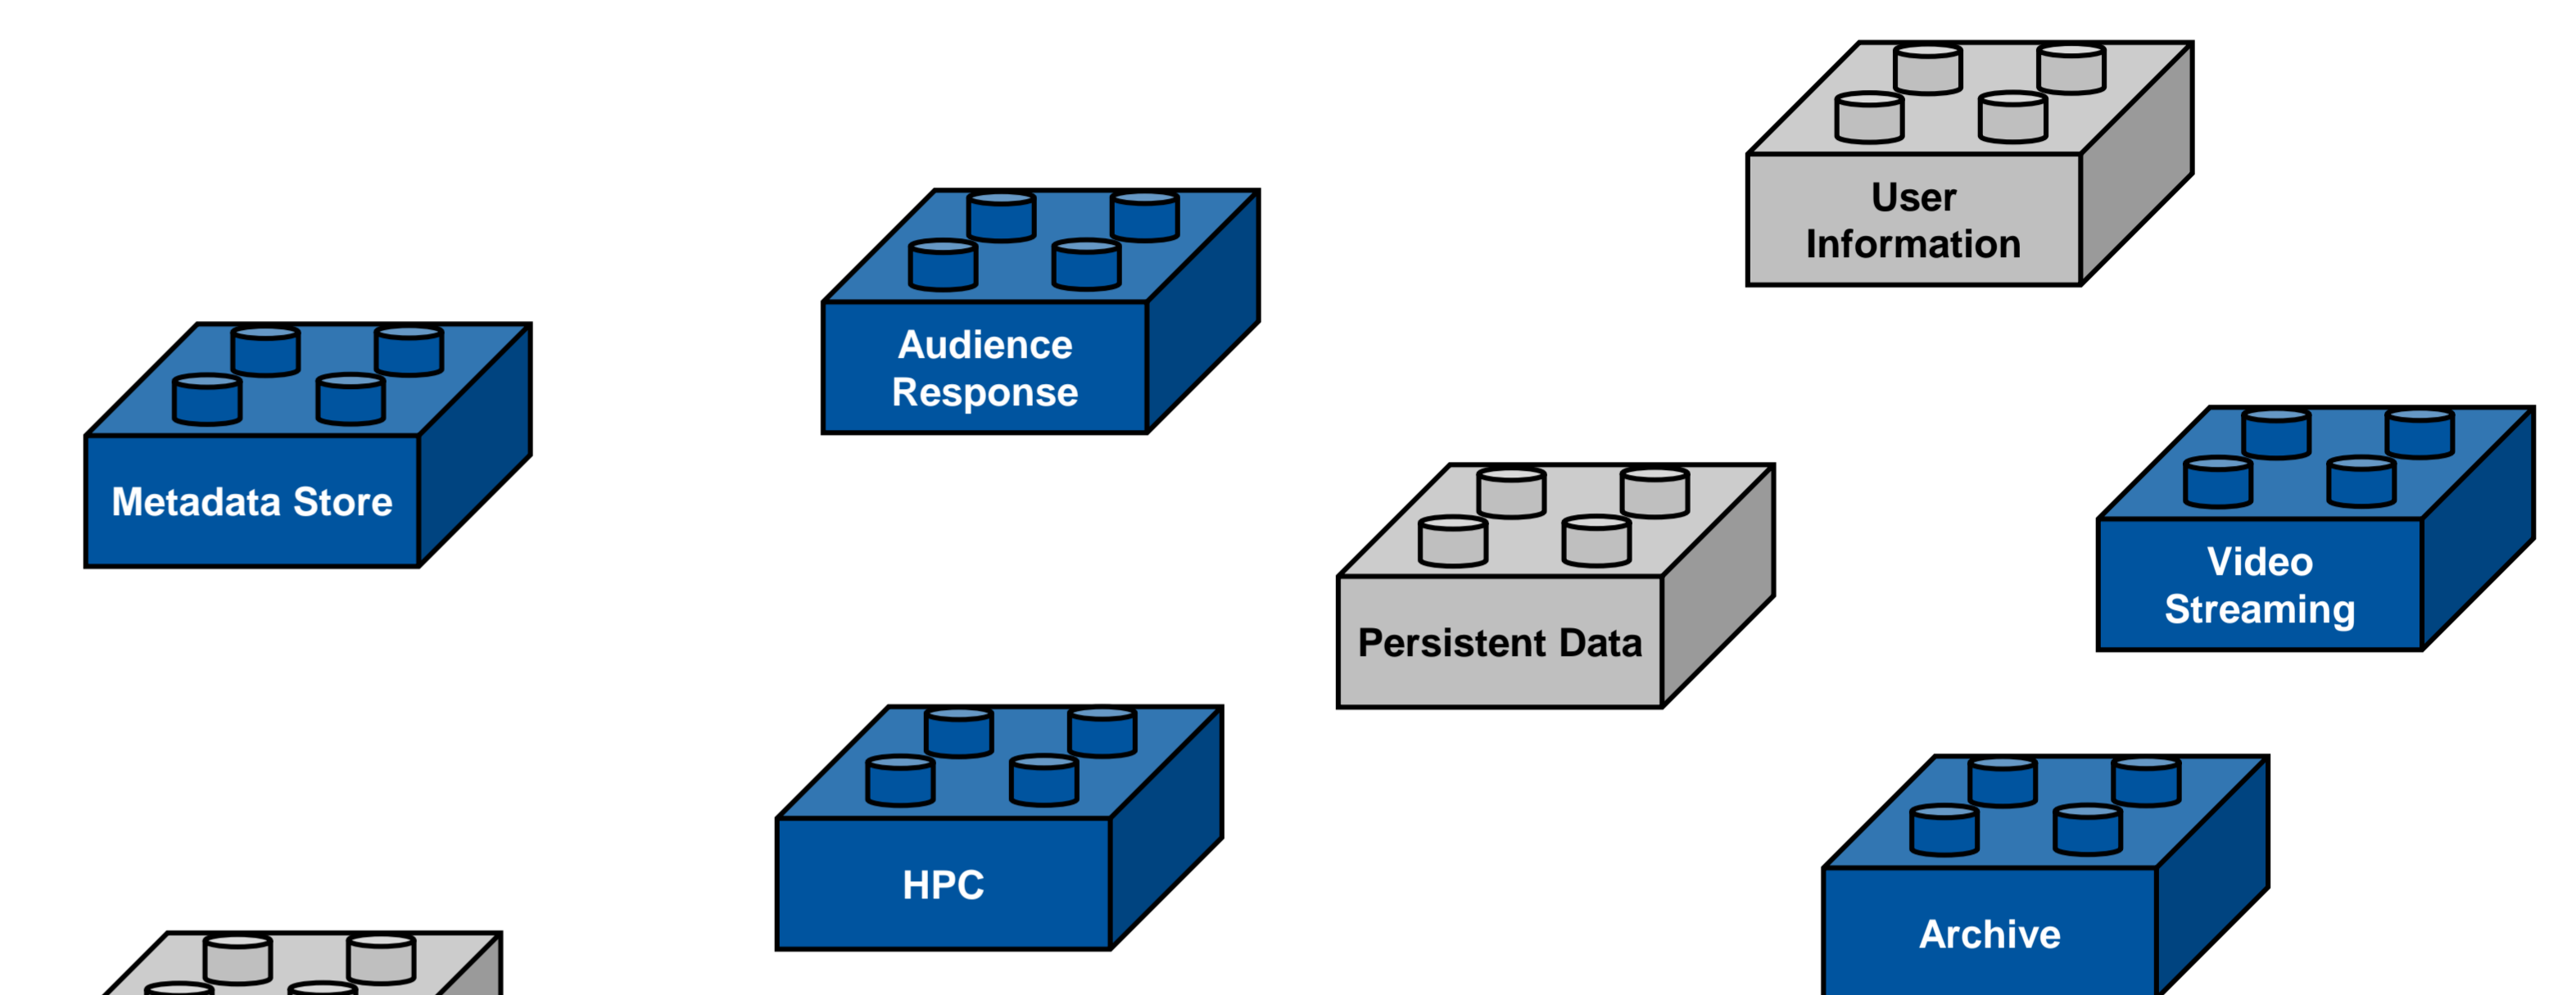 User
Information
Audience
Response
Metadata Store
Video
Streaming
Persistent Data
HPC
Archive